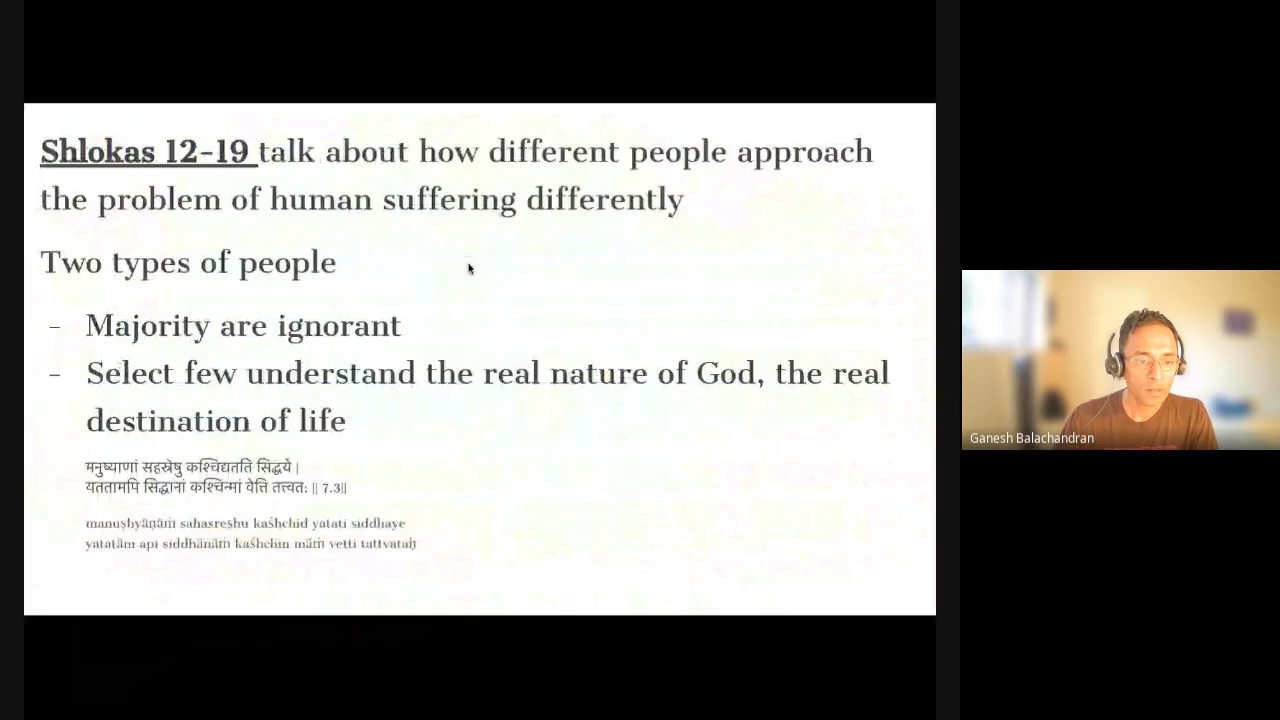 Shlokas 12-19 talk about how different people approach
the problem of human suffering differently
Two types of people
- Majority are ignorant
- Select few understand the real nature of God, the real
destination of life
मनुष्याणां सहस्रेषु कश्चिद्यतति सिद्धये |
यततामपि सिद्धानां कश्चिन्मां वेत्ति तत्त्वत: || 7.3||
manuṣhyāṇāṁ sahasreṣhu kaśhchid yatati siddhaye
yatatām api siddhānāṁ kaśhchin māṁ vetti tattvataḥ
Ganesh Balachandran